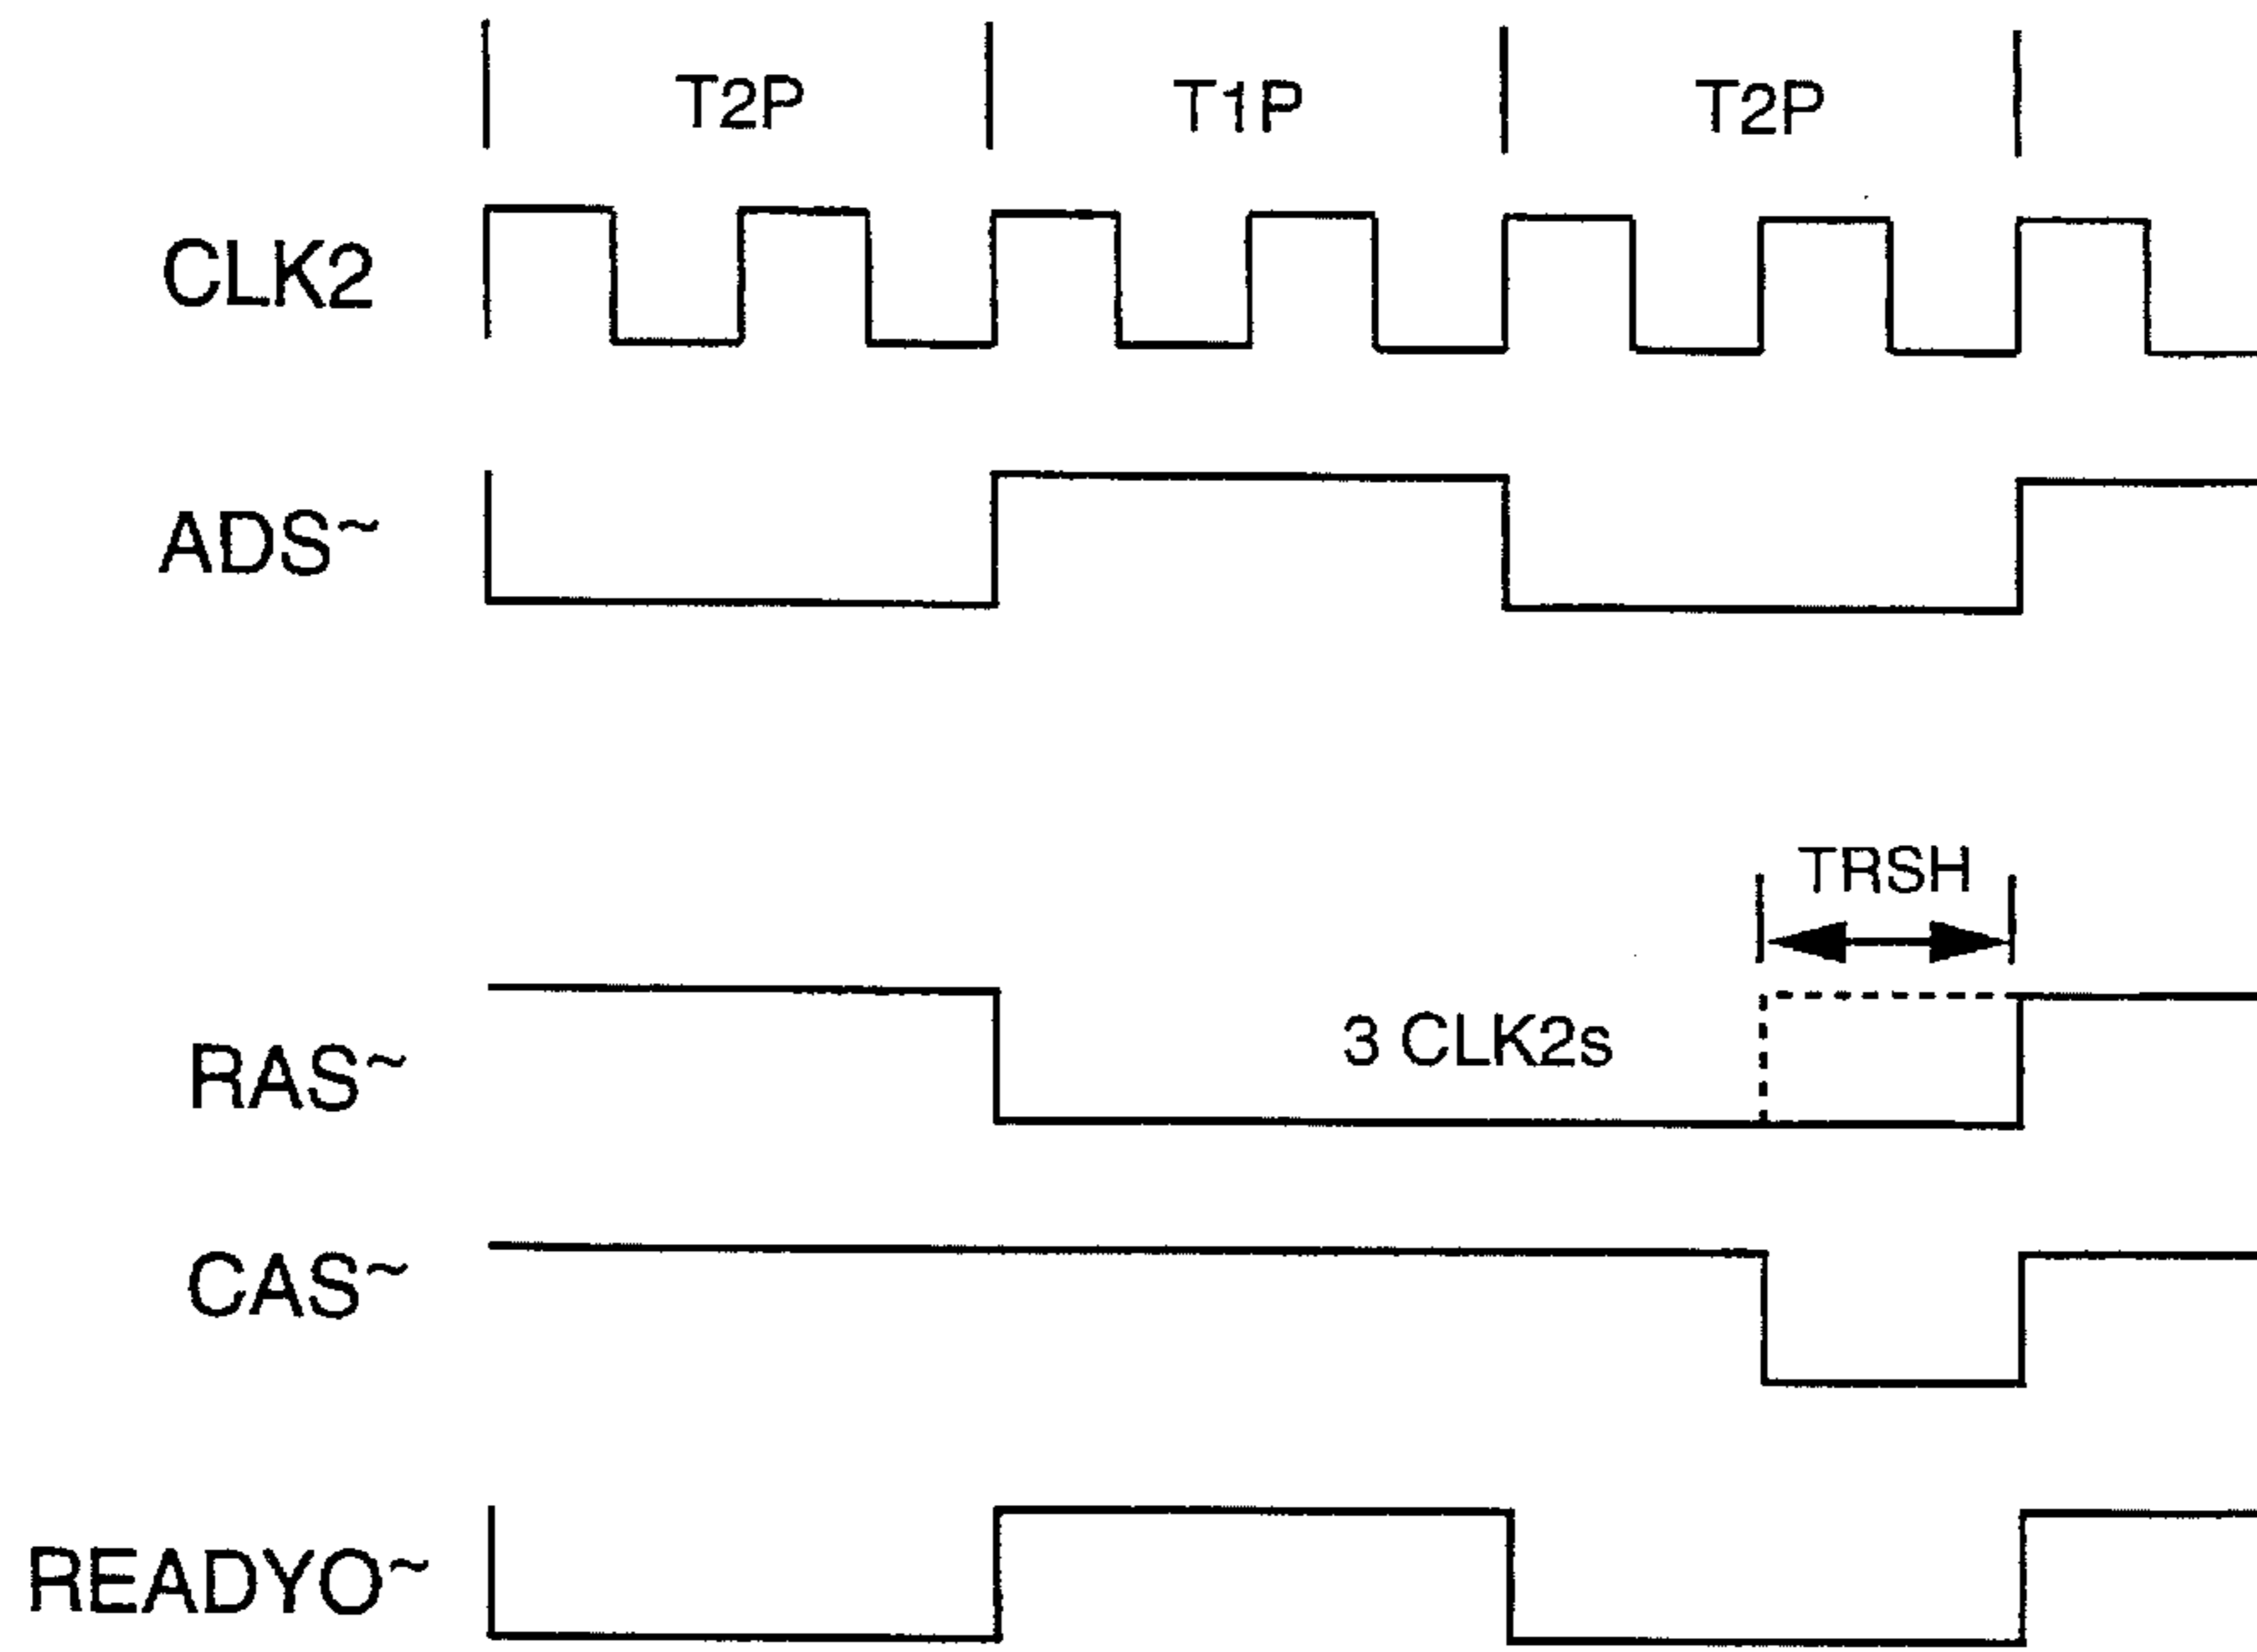 T2P T1P T2P
CLK2
ADS~
TRSH
3 CLK2s
RAS~
CAS~
READYO~